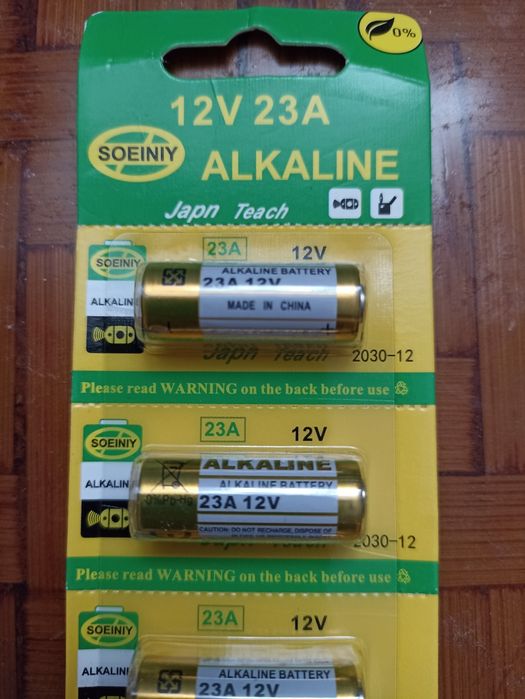 0%
12V 23A
SOEINIY
ALKALINE
Japn Teach
23A 12V
SOEINIY
ALKALIN
ALKALINE BATTERY
23A 12V
MADE IN CHINA
- +
Japn Teach 2030-12
Please read WARNING on the back before use
23A 12V
SOEINIY
ALKALIN
ALKALINE
ALKALINE BATTERY
23A 12V
CAUTION: DO NOT RECHARGE, DISPOSE OF
Japn Teach 2030-12
Please read WARNING on the back before use
23A 12V
SOEINIY
ALKALIN
ALKALINE BATTERY
23A 12V